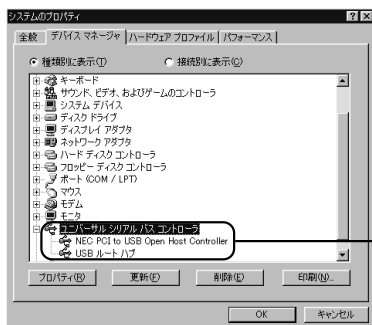 システムのプロパティ
全般 デバイス マネージャ ハードウェア プロファイル パフォーマンス
種類別に表示(T) 接続別に表示(C)
キーボード
サウンド、ビデオ、およびゲームのコントローラ
システム デバイス
ディスク ドライブ
ディスプレイ アダプタ
ネットワーク アダプタ
ハード ディスク コントローラ
フロッピー ディスク コントローラ
ポート (COM / LPT)
マウス
モデム
モニタ
ユニバーサル シリアル バス コントローラ
NEC PCI to USB Open Host Controller
USB ルート ハブ
プロパティ(R) 更新(F) 削除(E) 印刷(N)...
OK キャンセル